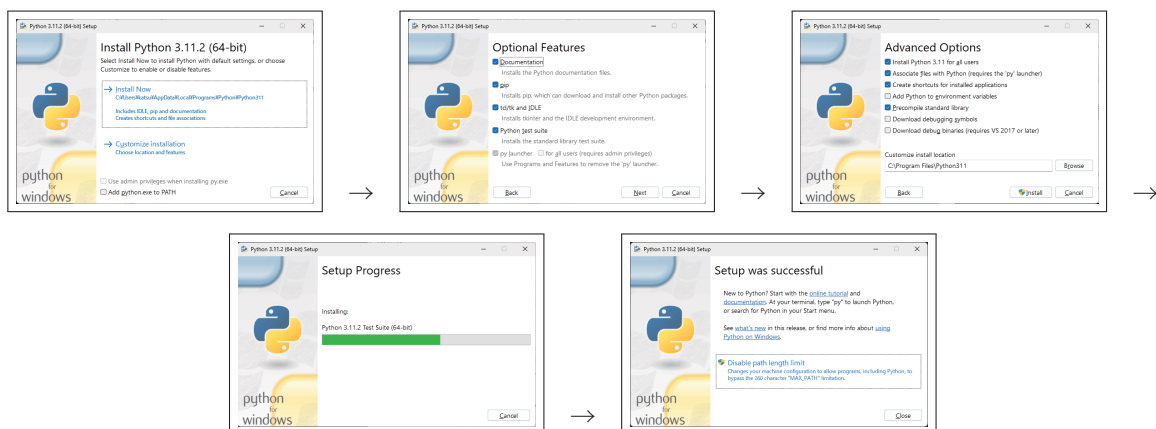 Python 3.11.2 (64-bit) Setup
Install Python 3.11.2 (64-bit)
Select Install Now to install Python with default settings, or choose
Customize to enable or disable features.
→ Install Now
C:¥Users¥katsu¥AppData¥Local¥Programs¥Python¥Python311
Includes IDLE, pip and documentation
Creates shortcuts and file associations
→ Customize installation
Choose location and features
Use admin privileges when installing py.exe
Add python.exe to PATH
Cancel
python
for
windows
→
Python 3.11.2 (64-bit) Setup
Optional Features
Documentation
Installs the Python documentation files.
pip
Installs pip, which can download and install other Python packages.
tcl/tk and IDLE
Installs tkinter and the IDLE development environment.
Python test suite
Installs the standard library test suite.
py launcher for all users (requires admin privileges)
Use Programs and Features to remove the 'py' launcher.
Back Next Cancel
python
for
windows
→
Python 3.11.2 (64-bit) Setup
Advanced Options
Install Python 3.11 for all users
Associate files with Python (requires the 'py' launcher)
Create shortcuts for installed applications
Add Python to environment variables
Precompile standard library
Download debugging symbols
Download debug binaries (requires VS 2017 or later)
Customize install location
C:\Program Files\Python311 Browse
Back Install Cancel
python
for
windows
→
Python 3.11.2 (64-bit) Setup
Setup Progress
Installing:
Python 3.11.2 Test Suite (64-bit)
Cancel
python
for
windows
→
Python 3.11.2 (64-bit) Setup
Setup was successful
New to Python? Start with the online tutorial and
documentation. At your terminal, type "py" to launch Python,
or search for Python in your Start menu.
See what's new in this release, or find more info about using
Python on Windows.
Disable path length limit
Changes your machine configuration to allow programs, including Python, to
bypass the 260 character "MAX_PATH" limitation.
Close
python
for
windows